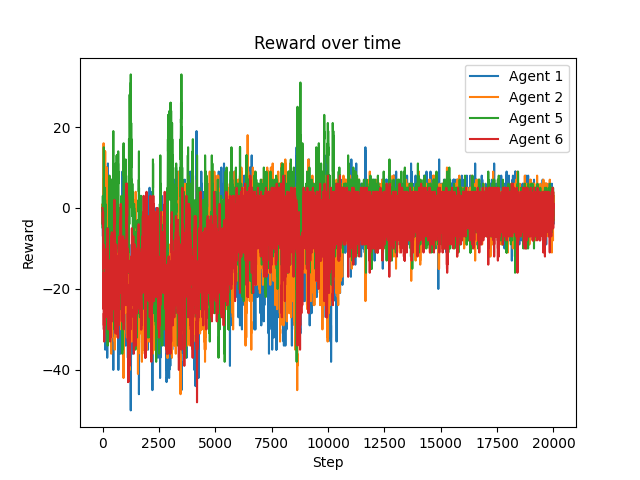 Reward over time
Agent 1
Agent 2
Agent 5
Agent 6
20
0
−20
−40
Reward
0 2500 5000 7500 10000 12500 15000 17500 20000
Step